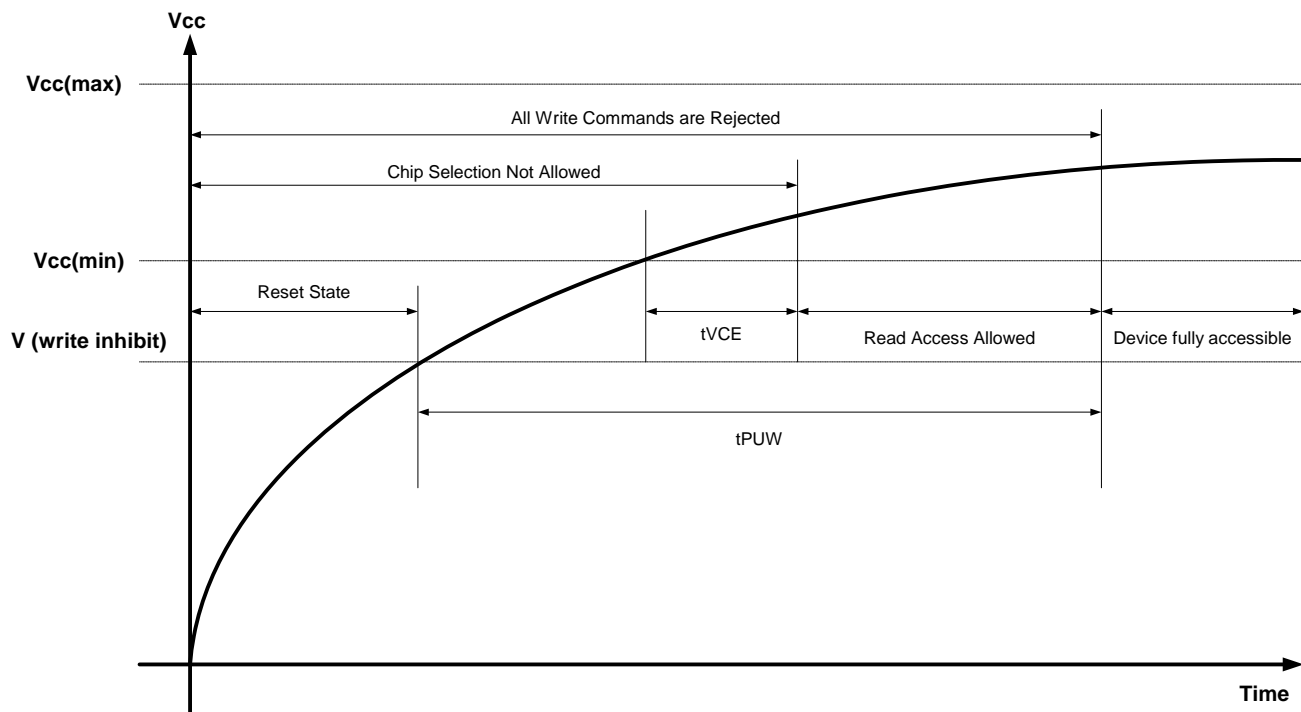 Vcc
Vcc(max)
All Write Commands are Rejected
Chip Selection Not Allowed
Vcc(min)
Reset State
V (write inhibit)
tVCE
Read Access Allowed
Device fully accessible
tPUW
Time